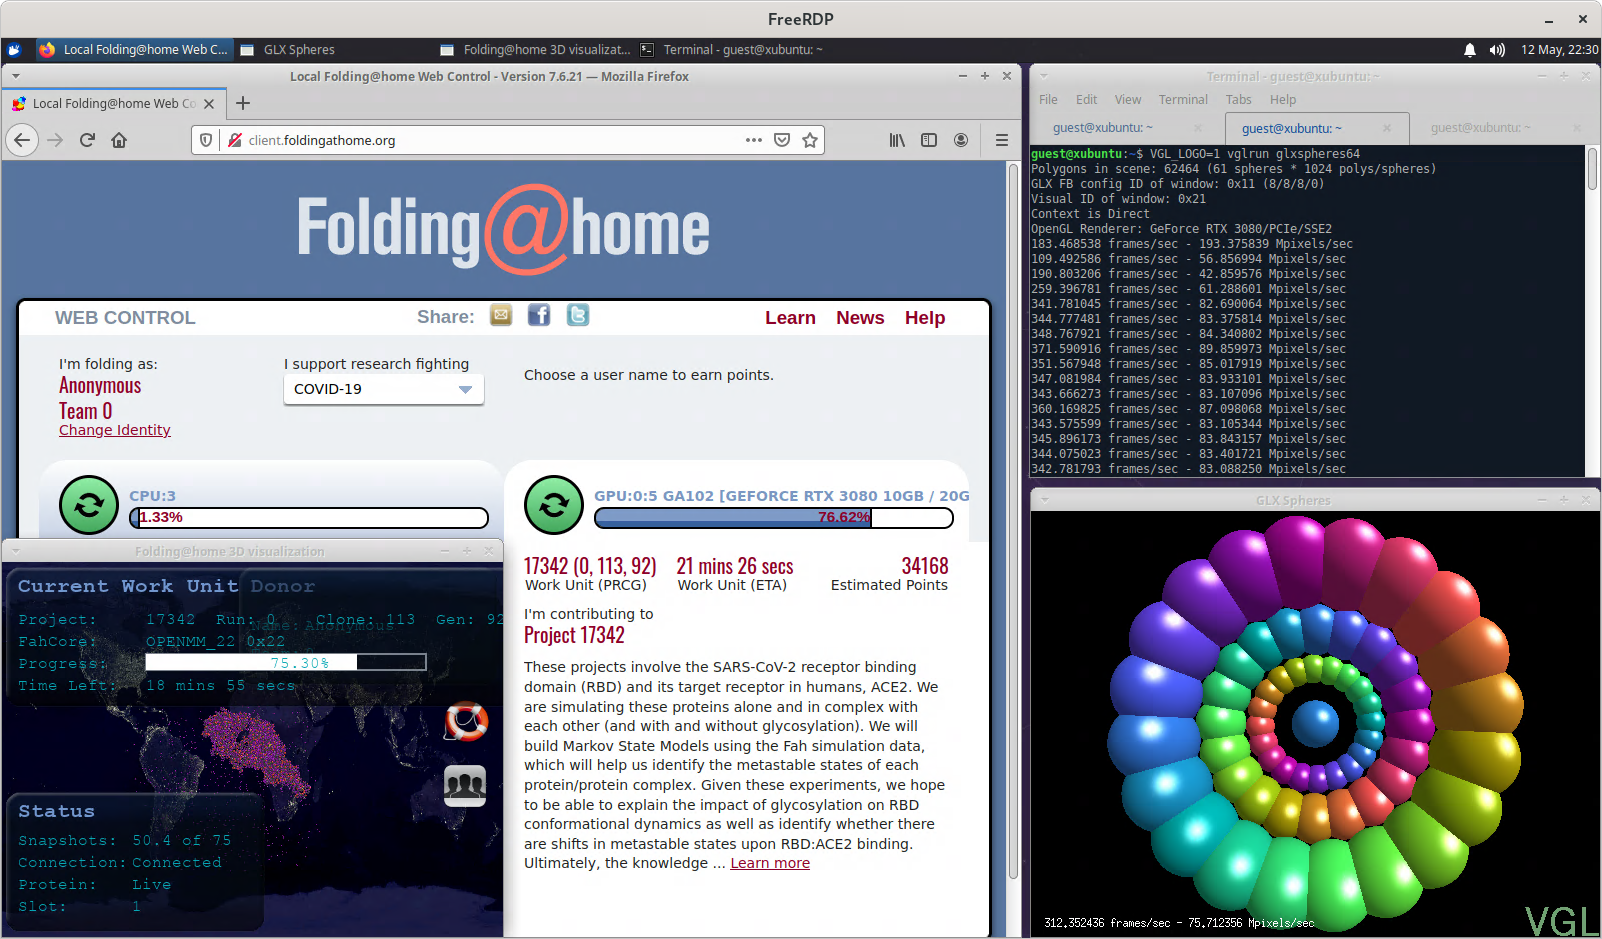 FreeRDP
Local Folding@home Web C...
GLX Spheres
Folding@home 3D visualizat...
Terminal - guest@xubuntu: ~
12 May, 22:30
Local Folding@home Web Control - Version 7.6.21 — Mozilla Firefox
Local Folding@home Web Co
client.foldingathome.org
Folding@home
WEB CONTROL
Share:
Learn
News
Help
I'm folding as:
Anonymous
Team 0
Change Identity
I support research fighting
COVID-19
Choose a user name to earn points.
CPU:3
1.33%
GPU:0:5 GA102 [GEFORCE RTX 3080 10GB / 20G
76.62%
17342 (0, 113, 92)
Work Unit (PRCG)
21 mins 26 secs
Work Unit (ETA)
34168
Estimated Points
I'm contributing to
Project 17342
These projects involve the SARS-CoV-2 receptor binding
domain (RBD) and its target receptor in humans, ACE2. We
are simulating these proteins alone and in complex with
each other (and with and without glycosylation). We will
build Markov State Models using the Fah simulation data,
which will help us identify the metastable states of each
protein/protein complex. Given these experiments, we hope
to be able to explain the impact of glycosylation on RBD
conformational dynamics as well as identify whether there
are shifts in metastable states upon RBD:ACE2 binding.
Ultimately, the knowledge ... Learn more
Folding@home 3D visualization
Current Work Unit
Donor
Name: Anonymous
Project: 17342 Run: 0 Clone: 113 Gen: 92
FahCore: OPENMM_22 0x22
Progress: 75.30%
Time Left: 18 mins 55 secs
Status
Snapshots: 50.4 of 75
Connection: Connected
Protein: Live
Slot: 1
Terminal - guest@xubuntu: ~
File Edit View Terminal Tabs Help
guest@xubuntu: ~
guest@xubuntu: ~
guest@xubuntu: ~
guest@xubuntu:~$ VGL_LOGO=1 vglrun glxspheres64
Polygons in scene: 62464 (61 spheres * 1024 polys/spheres)
GLX FB config ID of window: 0x11 (8/8/8/0)
Visual ID of window: 0x21
Context is Direct
OpenGL Renderer: GeForce RTX 3080/PCIe/SSE2
183.468538 frames/sec - 193.375839 Mpixels/sec
109.492586 frames/sec - 56.856994 Mpixels/sec
190.803206 frames/sec - 42.859576 Mpixels/sec
259.396781 frames/sec - 61.288601 Mpixels/sec
341.781045 frames/sec - 82.690064 Mpixels/sec
344.777481 frames/sec - 83.375814 Mpixels/sec
348.767921 frames/sec - 84.340802 Mpixels/sec
371.590916 frames/sec - 89.859973 Mpixels/sec
351.567948 frames/sec - 85.017919 Mpixels/sec
347.081984 frames/sec - 83.933101 Mpixels/sec
343.666273 frames/sec - 83.107096 Mpixels/sec
360.169825 frames/sec - 87.098068 Mpixels/sec
343.575599 frames/sec - 83.105344 Mpixels/sec
345.896173 frames/sec - 83.843157 Mpixels/sec
344.075023 frames/sec - 83.401721 Mpixels/sec
342.781793 frames/sec - 83.088250 Mpixels/sec
GLX Spheres
312.352436 frames/sec - 75.712356 Mpixels/sec
VGL